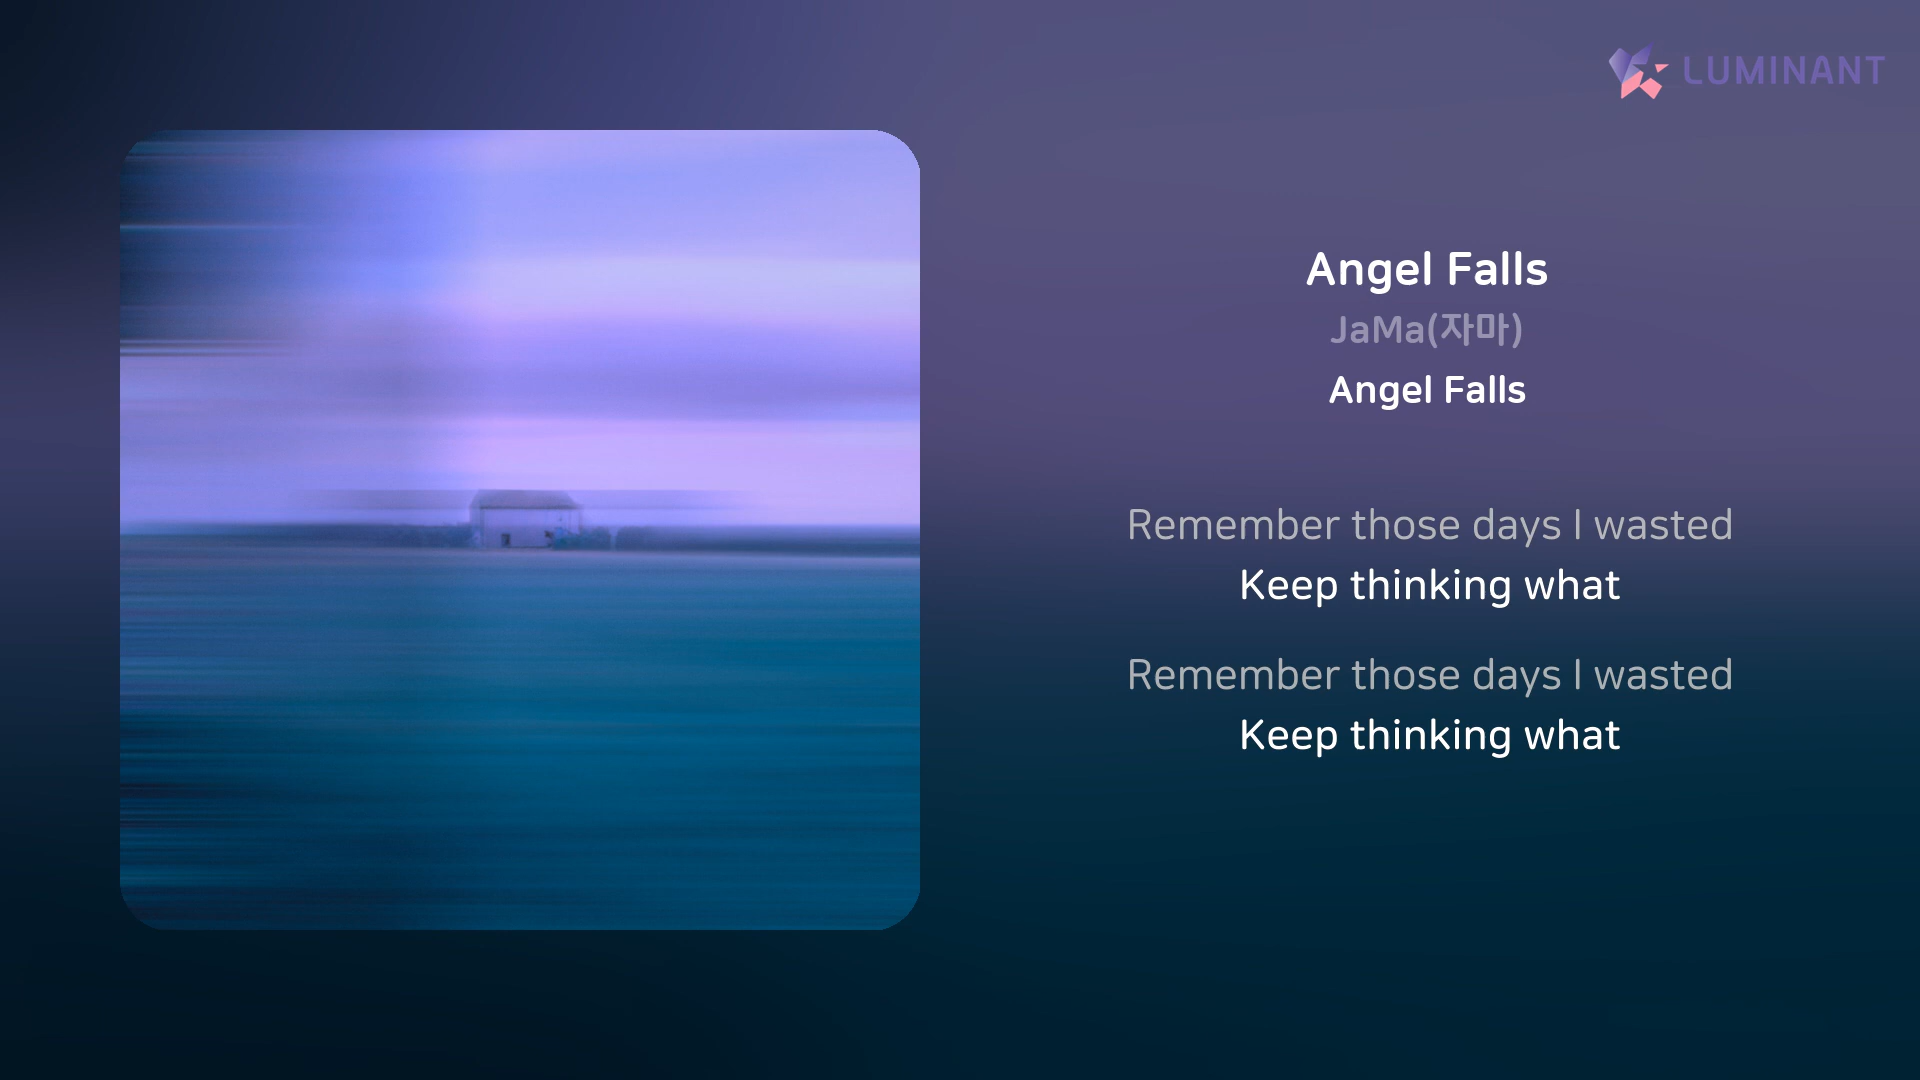 LUMINANT
Angel Falls
JaMa(자마)
Angel Falls
Remember those days I wasted
Keep thinking what
Remember those days I wasted
Keep thinking what